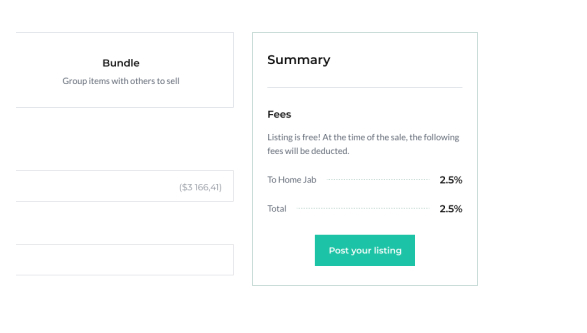 Bundle
Group items with others to sell
($3 166,41)
Summary
Fees
Listing is free! At the time of the sale, the following
fees will be deducted.
To Home Jab 2.5%
Total 2.5%
Post your listing